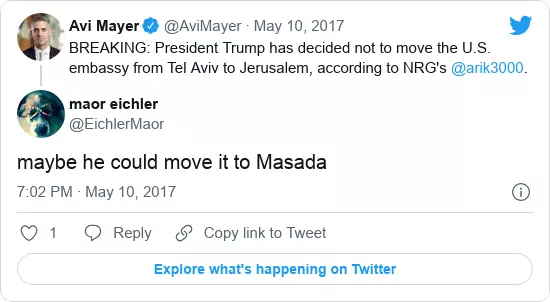 Avi Mayer @AviMayer · May 10, 2017
BREAKING: President Trump has decided not to move the U.S.
embassy from Tel Aviv to Jerusalem, according to NRG's @arik3000.
maor eichler
@EichlerMaor
maybe he could move it to Masada
7:02 PM · May 10, 2017
1 Reply Copy link to Tweet
Explore what's happening on Twitter